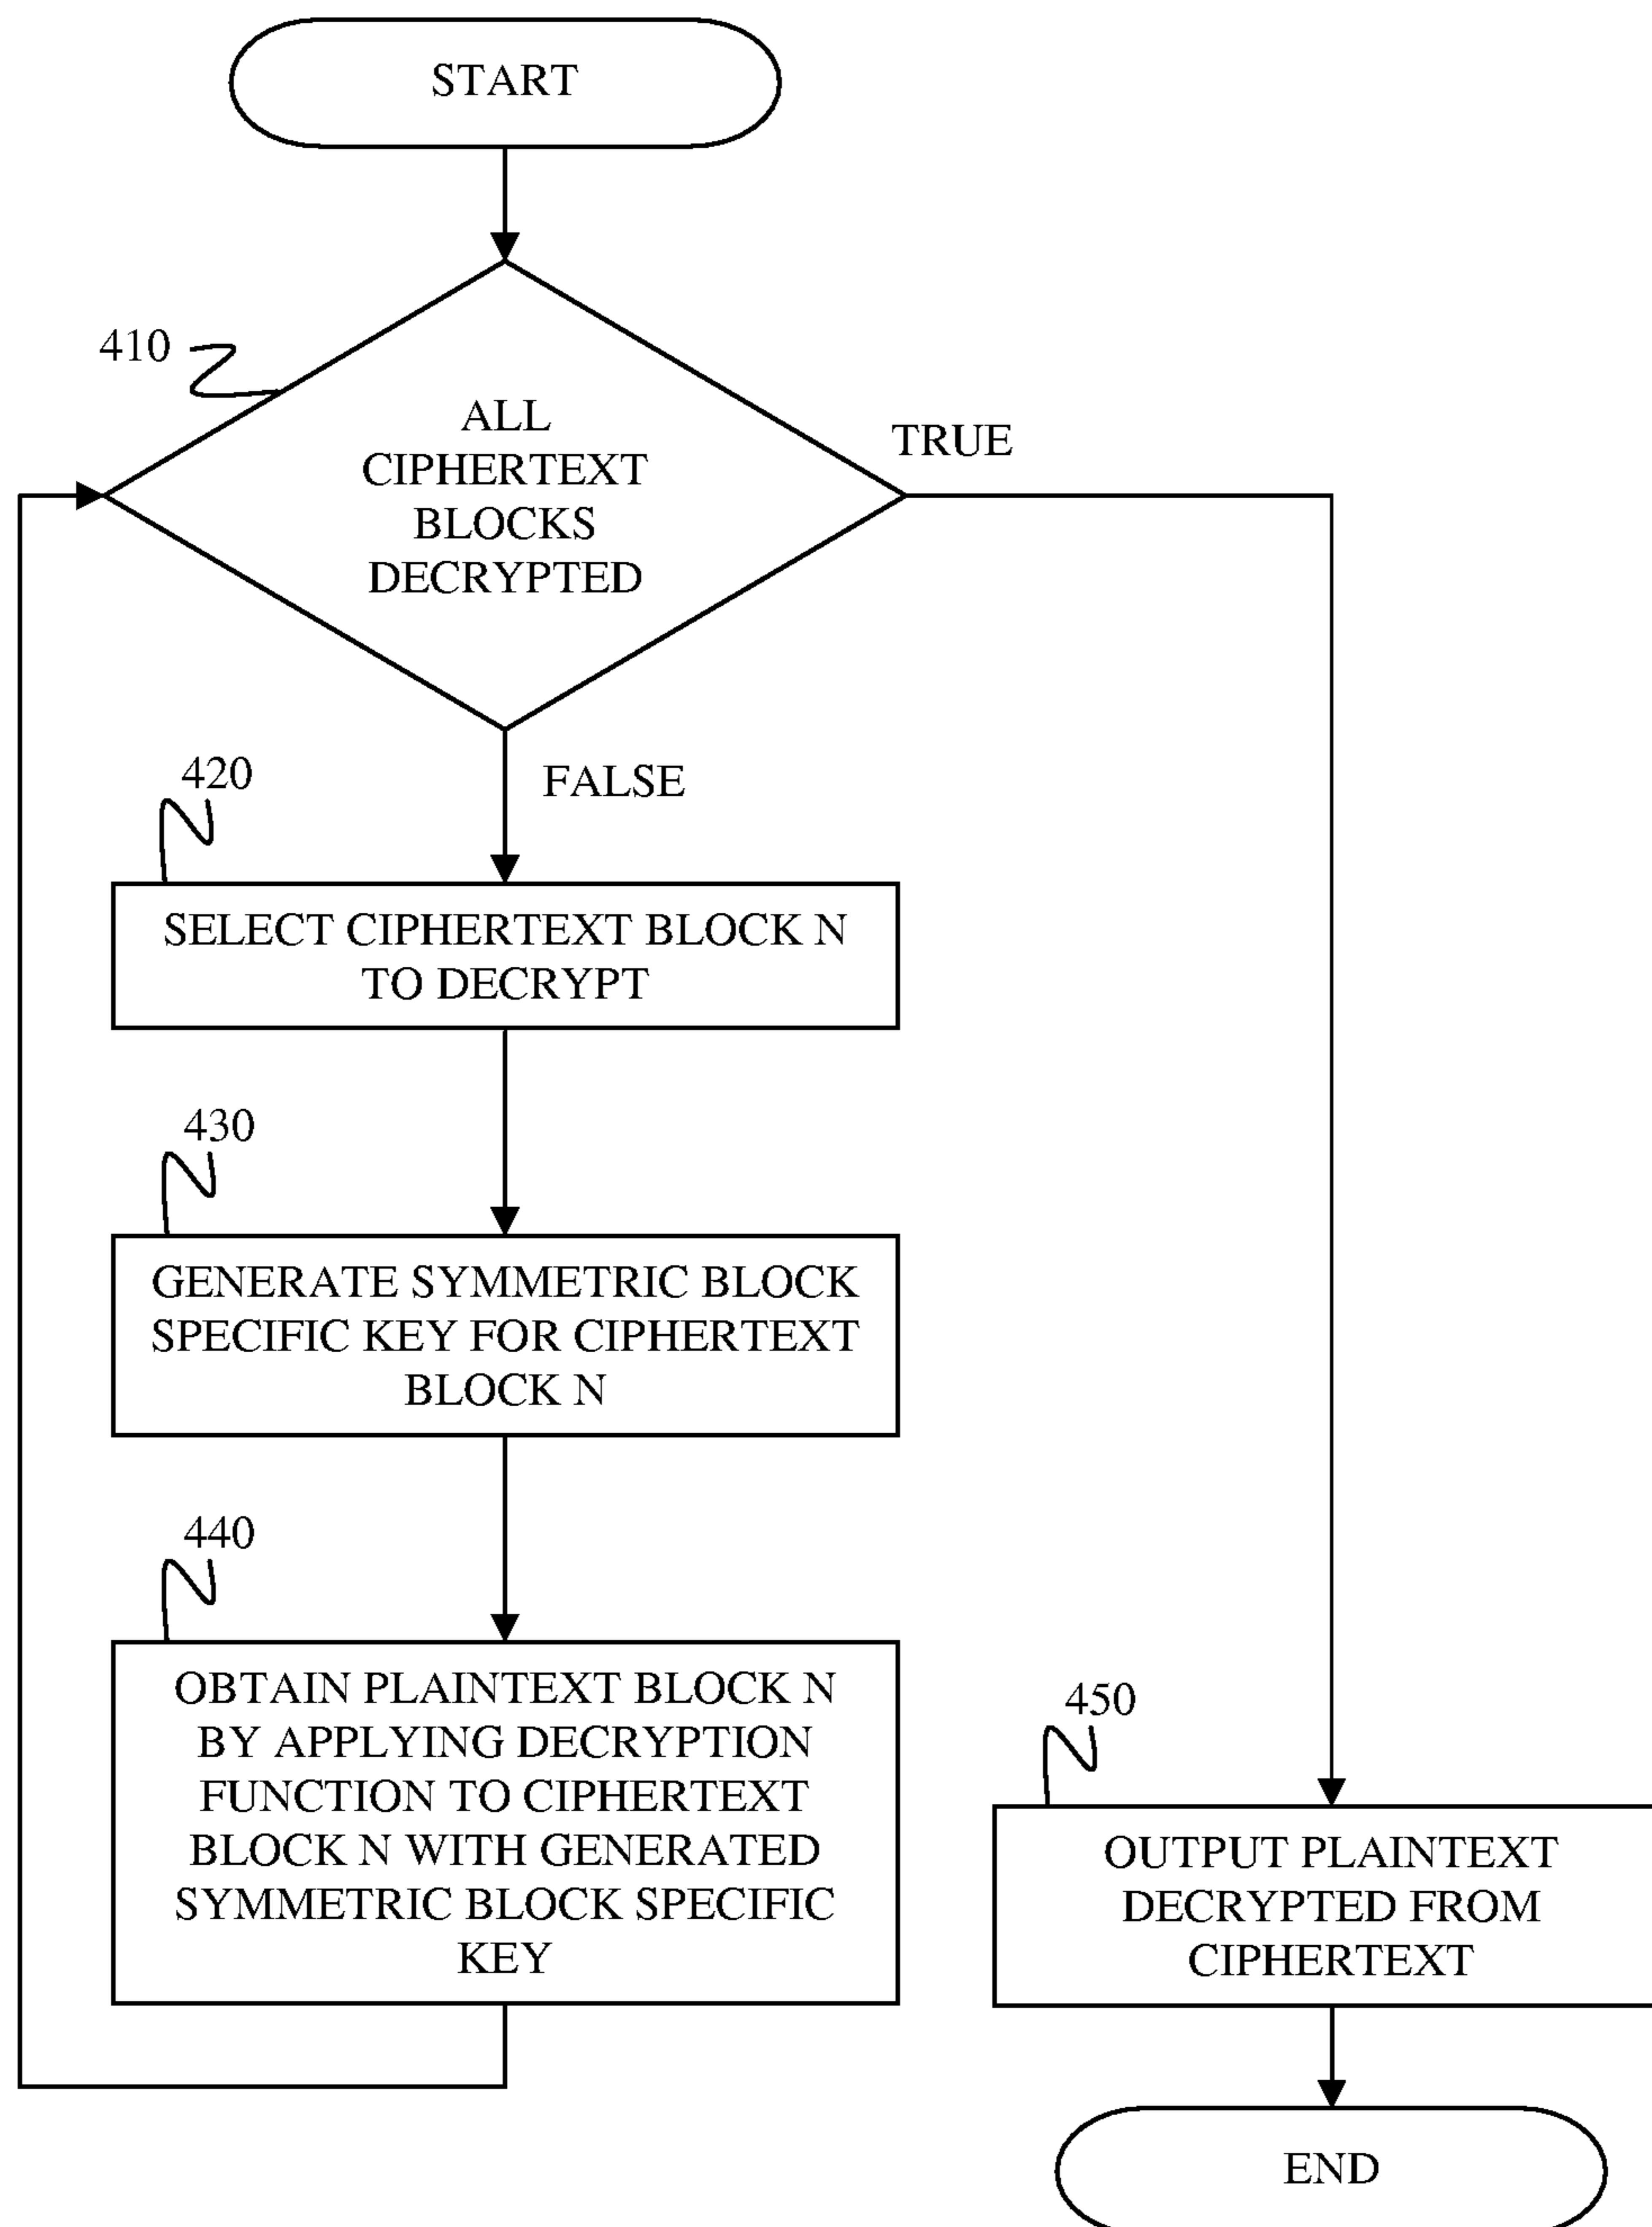 START
410
ALL
CIPHERTEXT
BLOCKS
DECRYPTED
TRUE
FALSE
420
SELECT CIPHERTEXT BLOCK N
TO DECRYPT
430
GENERATE SYMMETRIC BLOCK
SPECIFIC KEY FOR CIPHERTEXT
BLOCK N
440
OBTAIN PLAINTEXT BLOCK N
BY APPLYING DECRYPTION
FUNCTION TO CIPHERTEXT
BLOCK N WITH GENERATED
SYMMETRIC BLOCK SPECIFIC
KEY
450
OUTPUT PLAINTEXT
DECRYPTED FROM
CIPHERTEXT
END